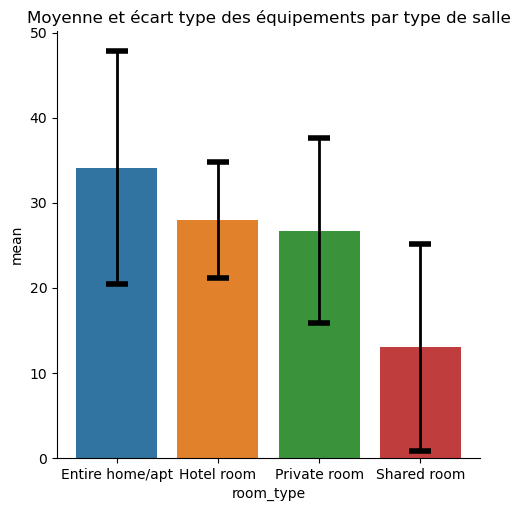 Moyenne et écart type des équipements par type de salle
50
40
30
20
10
0
mean
Entire home/apt Hotel room Private room Shared room
room_type